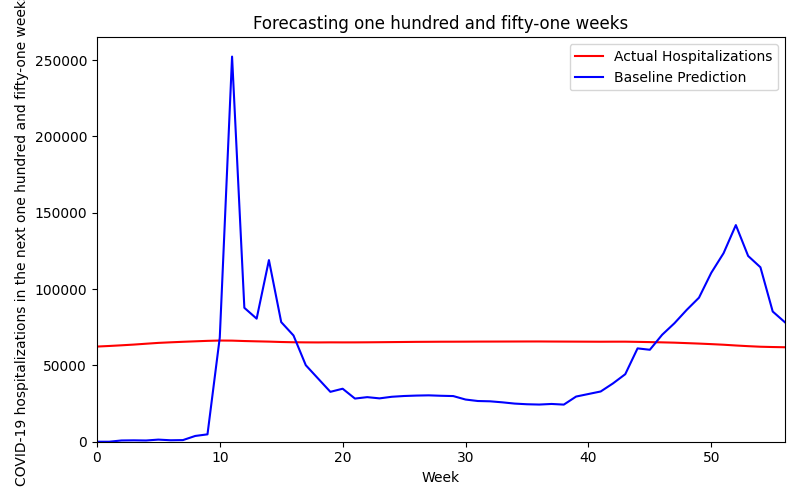 Forecasting one hundred and fifty-one weeks
Actual Hospitalizations
Baseline Prediction
COVID-19 hospitalizations in the next one hundred and fifty-one week
250000
200000
150000
100000
50000
0
0 10 20 30 40 50
Week